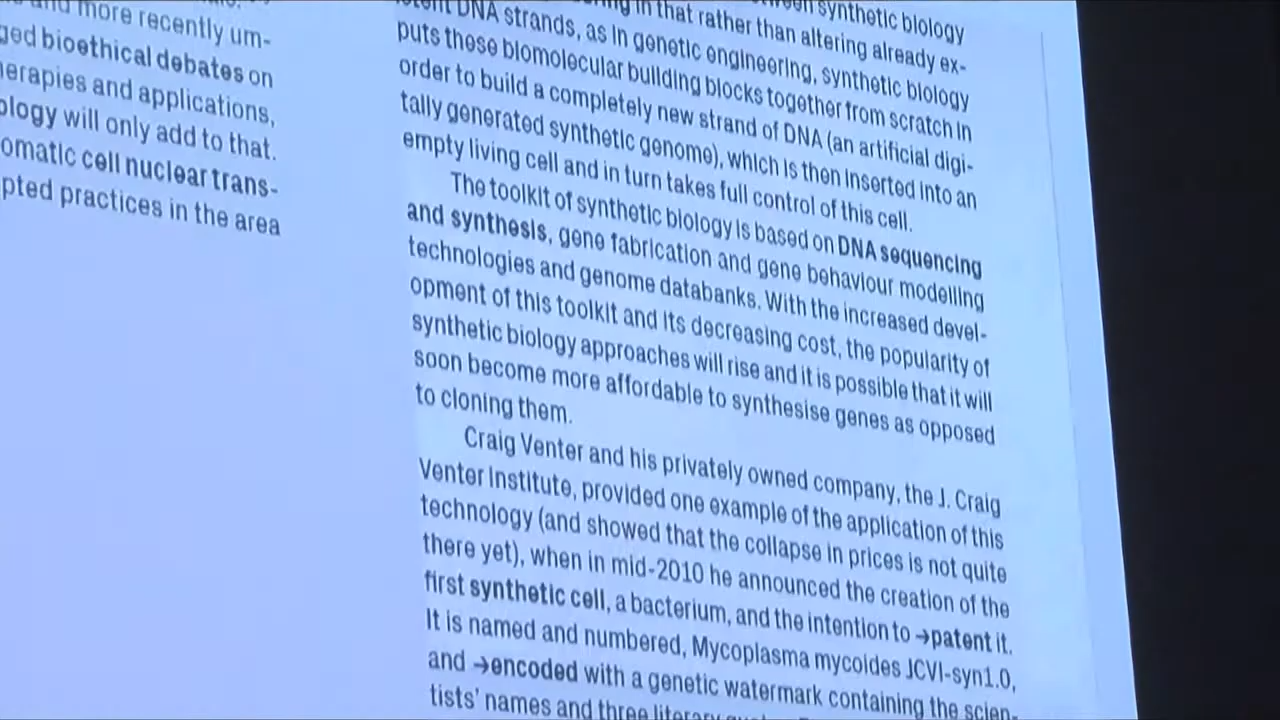 and more recently um-
ged bioethical debates on
herapies and applications,
ology will only add to that.
omatic cell nuclear trans-
pted practices in the area
synthetic biology
in that rather than altering already ex-
DNA strands, as in genetic engineering, synthetic biology
puts these biomolecular building blocks together from scratch in
order to build a completely new strand of DNA (an artificial digi-
tally generated synthetic genome), which is then inserted into an
empty living cell and in turn takes full control of this cell.
The toolkit of synthetic biology is based on DNA sequencing
and synthesis, gene fabrication and gene behaviour modelling
technologies and genome databanks. With the increased devel-
opment of this toolkit and its decreasing cost, the popularity of
synthetic biology approaches will rise and it is possible that it will
soon become more affordable to synthesise genes as opposed
to cloning them.
Craig Venter and his privately owned company, the J. Craig
Venter Institute, provided one example of the application of this
technology (and showed that the collapse in prices is not quite
there yet), when in mid-2010 he announced the creation of the
first synthetic cell, a bacterium, and the intention to →patent it.
It is named and numbered, Mycoplasma mycoides JCVI-syn1.0,
and →encoded with a genetic watermark containing the scien-
tists' names and three literary